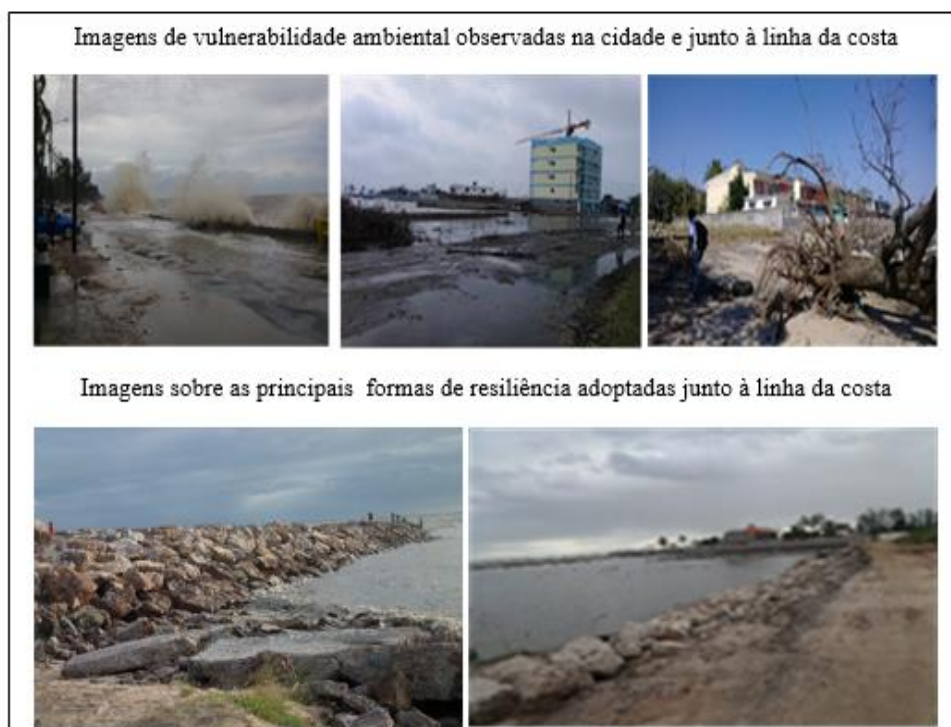 Imagens de vulnerabilidade ambiental observadas na cidade e junto à linha da costa
Imagens sobre as principais formas de resiliência adoptadas junto à linha da costa